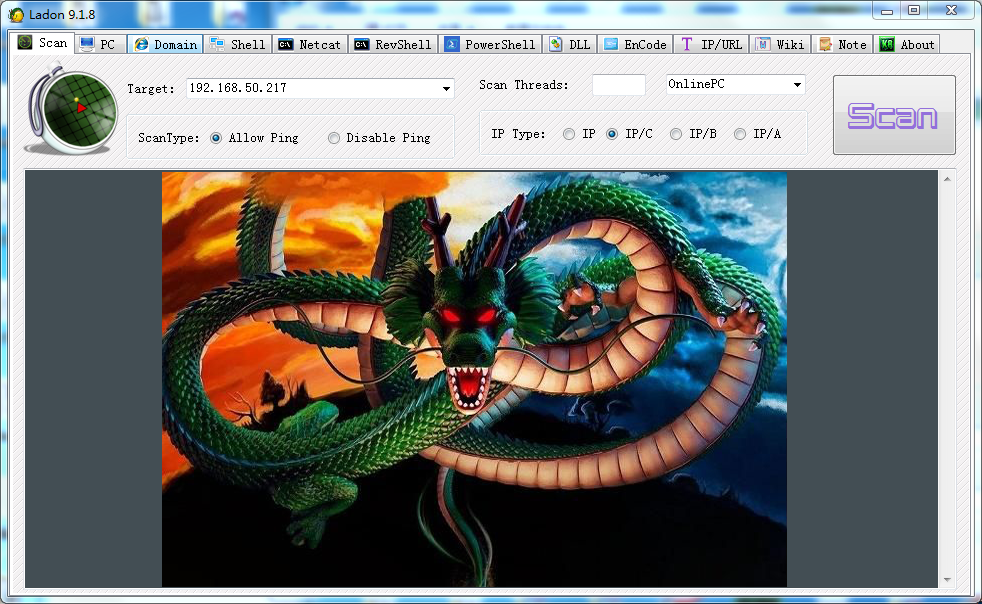 Ladon 9.1.8
Scan PC Domain Shell Netcat RevShell PowerShell DLL EnCode IP/URL Wiki Note About
Target: 192.168.50.217 Scan Threads: OnlinePC
ScanType: Allow Ping Disable Ping IP Type: IP IP/C IP/B IP/A
Scan